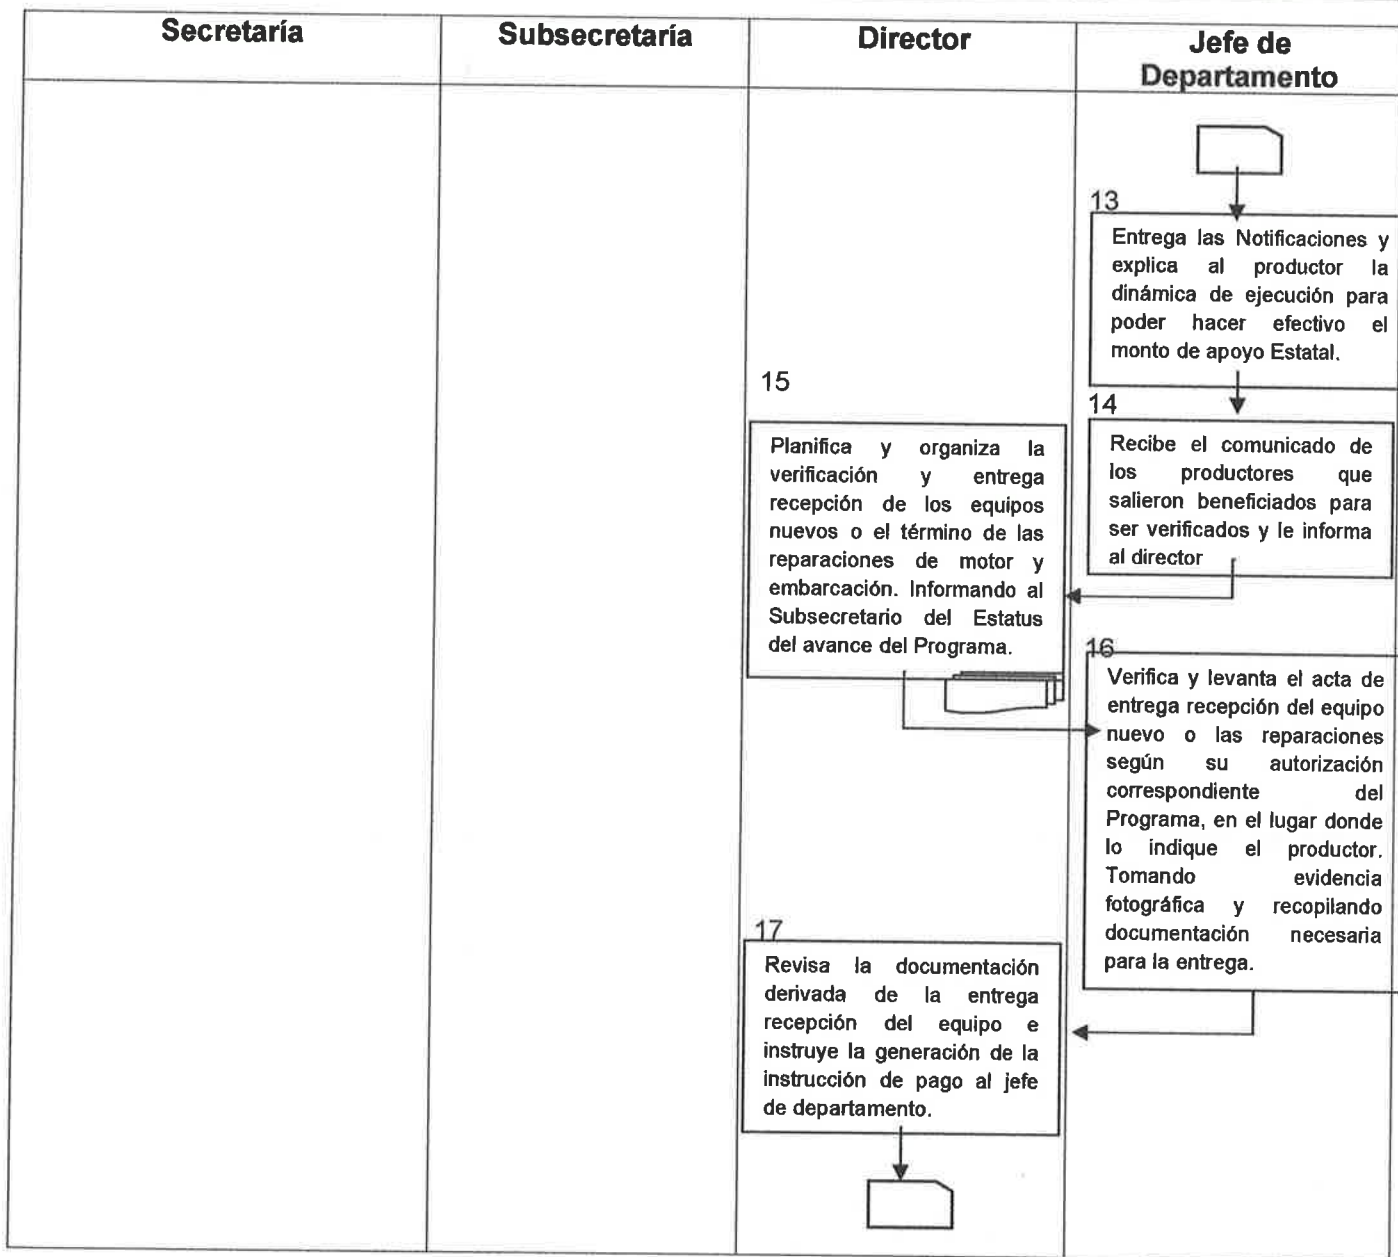 Secretaría
Subsecretaría
Director
Jefe de
Departamento
13
Entrega las Notificaciones y
explica al productor la
dinámica de ejecución para
poder hacer efectivo el
monto de apoyo Estatal.
14
Recibe el comunicado de
los productores que
salieron beneficiados para
ser verificados y le informa
al director
15
Planifica y organiza la
verificación y entrega
recepción de los equipos
nuevos o el término de las
reparaciones de motor y
embarcación. Informando al
Subsecretario del Estatus
del avance del Programa.
16
Verifica y levanta el acta de
entrega recepción del equipo
nuevo o las reparaciones
según su autorización
correspondiente del
Programa, en el lugar donde
lo indique el productor.
Tomando evidencia
fotográfica y recopilando
documentación necesaria
para la entrega.
17
Revisa la documentación
derivada de la entrega
recepción del equipo e
instruye la generación de la
instrucción de pago al jefe
de departamento.